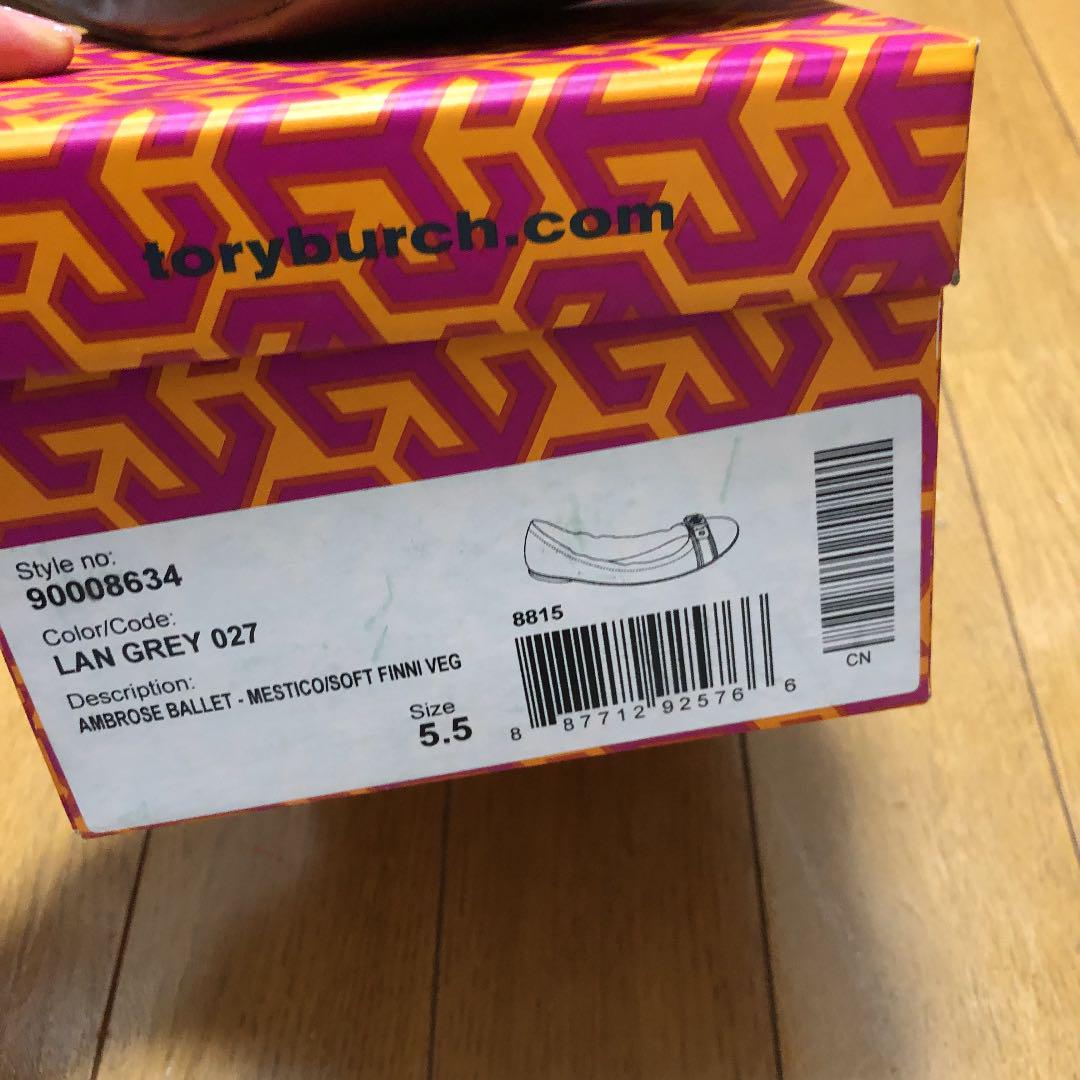 toryburch.com
Style no:
90008634
Color/Code:
LAN GREY 027
Description:
AMBROSE BALLET - MESTICO/SOFT FINNI VEG
Size
5.5
8815
8 87712 92576 6
CN